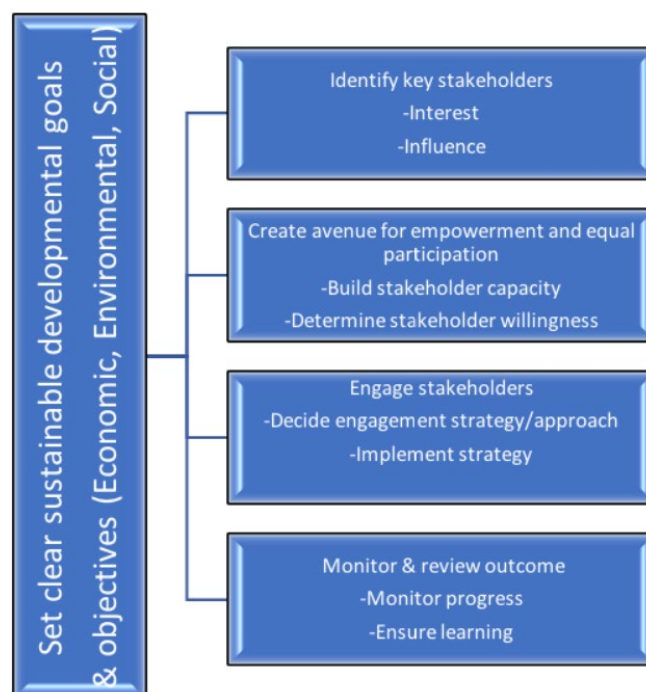 Set clear sustainable developmental goals
& objectives (Economic, Environmental, Social)
Identify key stakeholders
-Interest
-Influence
Create avenue for empowerment and equal
participation
-Build stakeholder capacity
-Determine stakeholder willingness
Engage stakeholders
-Decide engagement strategy/approach
-Implement strategy
Monitor & review outcome
-Monitor progress
-Ensure learning